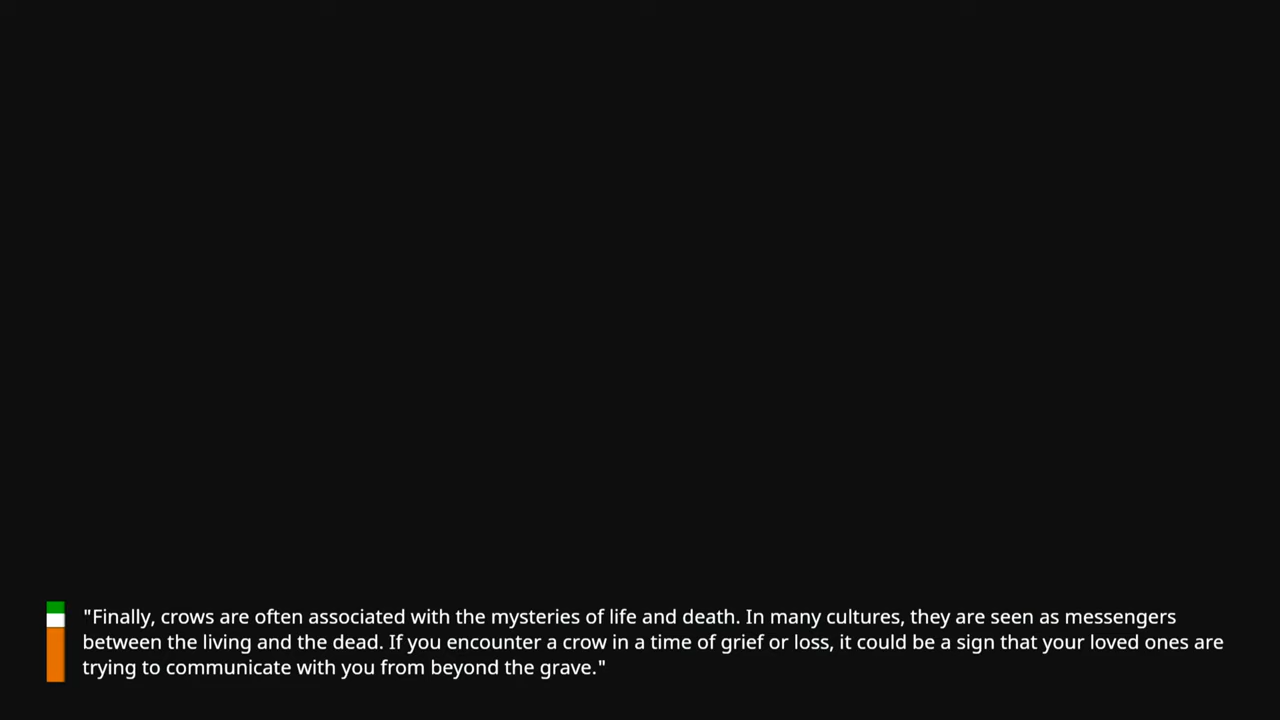 "Finally, crows are often associated with the mysteries of life and death. In many cultures, they are seen as messengers
between the living and the dead. If you encounter a crow in a time of grief or loss, it could be a sign that your loved ones are
trying to communicate with you from beyond the grave."